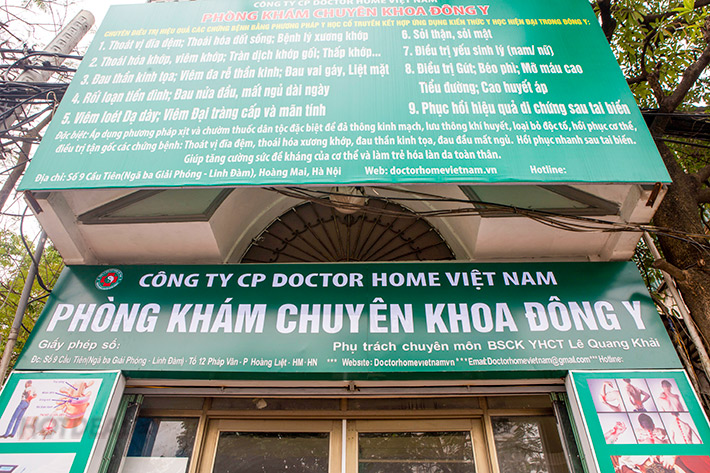 CÔNG TY CP DOCTOR HOME VIỆT NAM
PHÒNG KHÁM CHUYÊN KHOA ĐÔNG Y
CHUYÊN ĐIỀU TRỊ HIỆU QUẢ CÁC CHỨNG BỆNH BẰNG PHƯƠNG PHÁP Y HỌC CỔ TRUYỀN KẾT HỢP ỨNG DỤNG KIẾN THỨC Y HỌC HIỆN ĐẠI TRONG ĐÔNG Y:
1. Thoát vị đĩa đệm; Thoái hóa đốt sống; Bệnh lý xương khớp
2. Thoái hóa khớp, viêm khớp; Tràn dịch khớp gối; Thấp khớp...
3. Đau thần kinh tọa; Viêm đa rễ thần kinh; Đau vai gáy, Liệt mặt
4. Rối loạn tiền đình; Đau nửa đầu, mất ngủ dài ngày
5. Viêm loét Dạ dày; Viêm Đại tràng cấp và mãn tính
6. Sỏi thận, sỏi mật
7. Điều trị yếu sinh lý (nam/ nữ)
8. Điều trị Gút; Béo phì; Mỡ máu cao
Tiểu đường; Cao huyết áp
9. Phục hồi hiệu quả di chứng sau tai biến
Đặc biệt: Áp dụng phương pháp xịt và chườm thuốc dân tộc đặc biệt để đả thông kinh mạch, lưu thông khí huyết, loại bỏ độc tố, hồi phục cơ thể,
điều trị tận gốc các chứng bệnh: Thoát vị đĩa đệm, thoái hóa xương khớp, đau thần kinh tọa, đau đầu mất ngủ. Hồi phục nhanh sau tai biến.
Giúp tăng cường sức đề kháng của cơ thể và làm trẻ hóa làn da toàn thân.
Địa chỉ: Số 9 Cầu Tiên(Ngã ba Giải Phóng - Linh Đàm), Hoàng Mai, Hà Nội Web: doctorhomevietnam.vn Hotline:
CÔNG TY CP DOCTOR HOME VIỆT NAM
PHÒNG KHÁM CHUYÊN KHOA ĐÔNG Y
Giấy phép số: Phụ trách chuyên môn BSCK YHCT Lê Quang Khải
Đc: Số 9 Cầu Tiên(Ngã ba Giải Phóng - Linh Đàm) - Tổ 12 Pháp Vân - P Hoàng Liệt - HM - HN *** Website: Doctorhomevietnam.vn *** Email: Doctorhomevietnam@gmail.com *** Hotline: